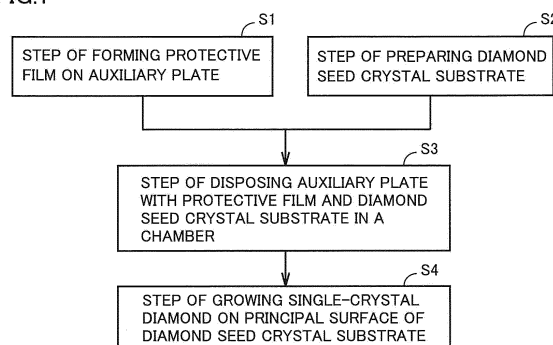 FIG.1
S1
STEP OF FORMING PROTECTIVE
FILM ON AUXILIARY PLATE
S2
STEP OF PREPARING DIAMOND
SEED CRYSTAL SUBSTRATE
S3
STEP OF DISPOSING AUXILIARY PLATE
WITH PROTECTIVE FILM AND DIAMOND
SEED CRYSTAL SUBSTRATE IN A
CHAMBER
S4
STEP OF GROWING SINGLE-CRYSTAL
DIAMOND ON PRINCIPAL SURFACE OF
DIAMOND SEED CRYSTAL SUBSTRATE